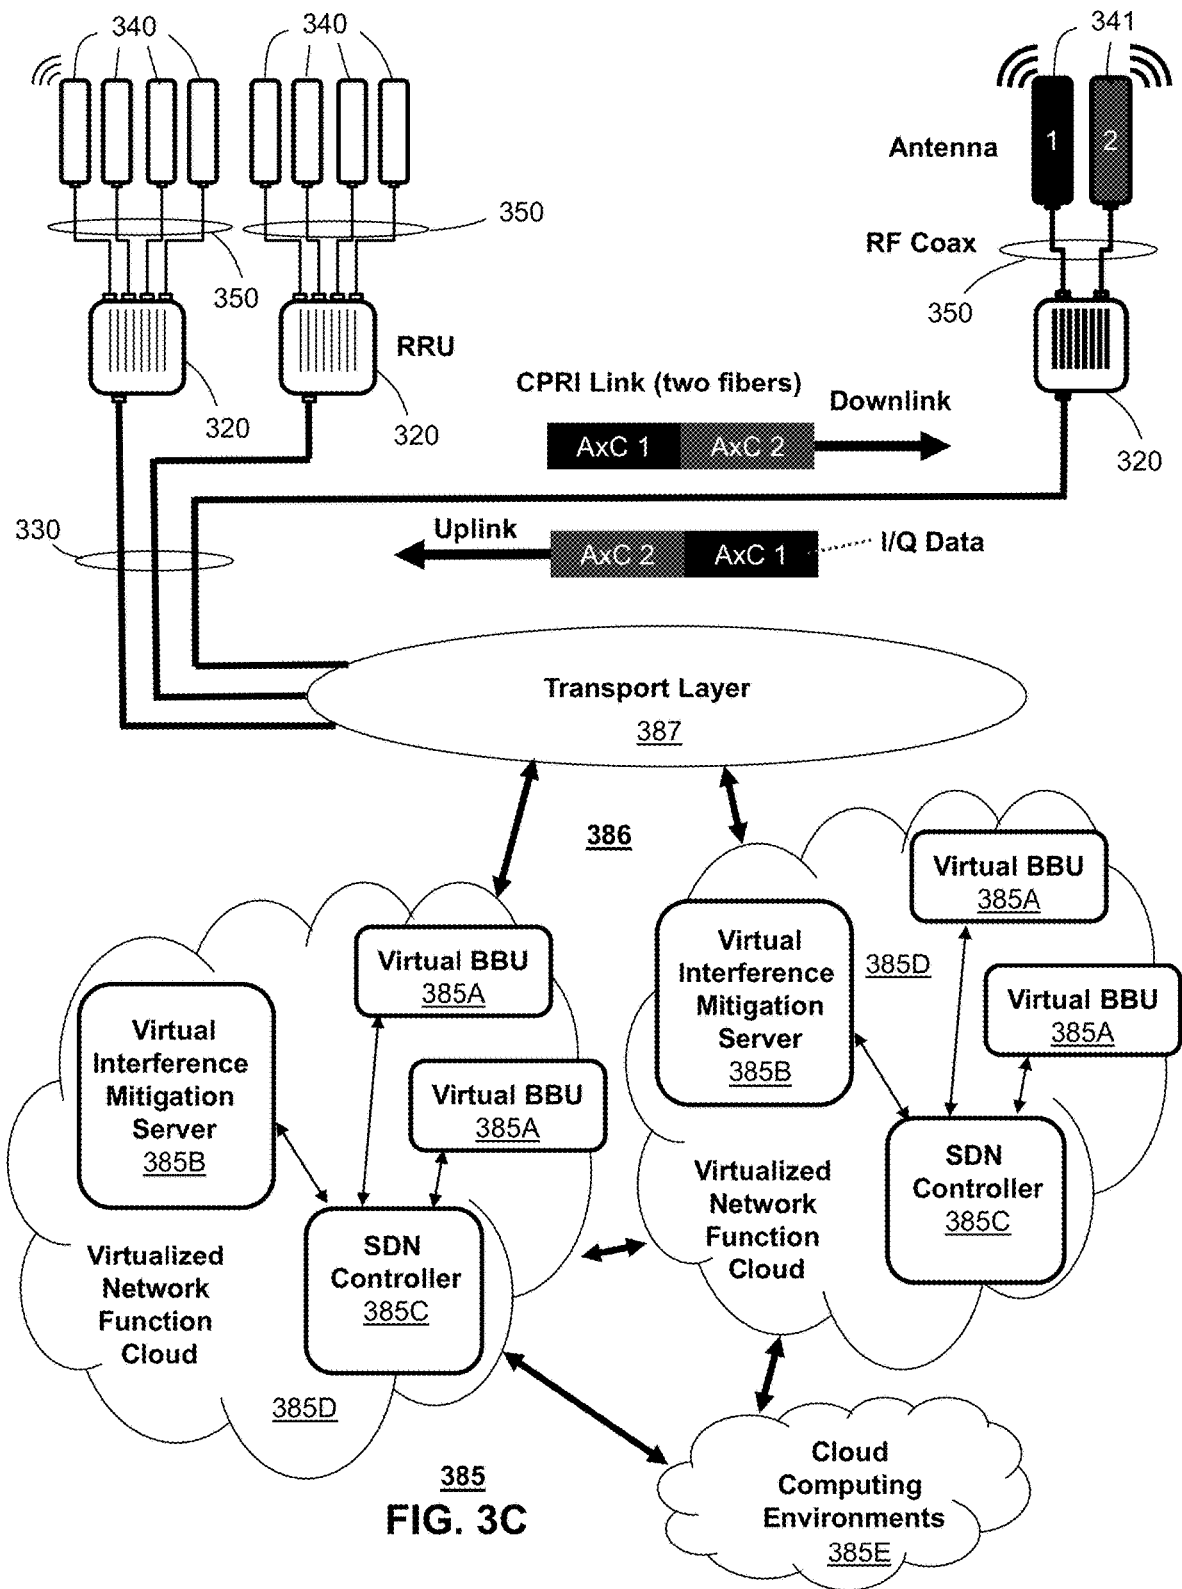 340
340
341
1
2
Antenna
350
RF Coax
350
350
RRU
320
320
320
CPRI Link (two fibers)
Downlink
AxC 1
AxC 2
330
Uplink
AxC 2
AxC 1
I/Q Data
Transport Layer
387
386
Virtual BBU
385A
Virtual
Interference
Mitigation
Server
385B
385D
Virtual BBU
385A
SDN
Controller
385C
Virtualized
Network
Function
Cloud
Virtual BBU
385A
Virtual
Interference
Mitigation
Server
385B
Virtual BBU
385A
SDN
Controller
385C
Virtualized
Network
Function
Cloud
385D
Cloud
Computing
Environments
385E
385
FIG. 3C